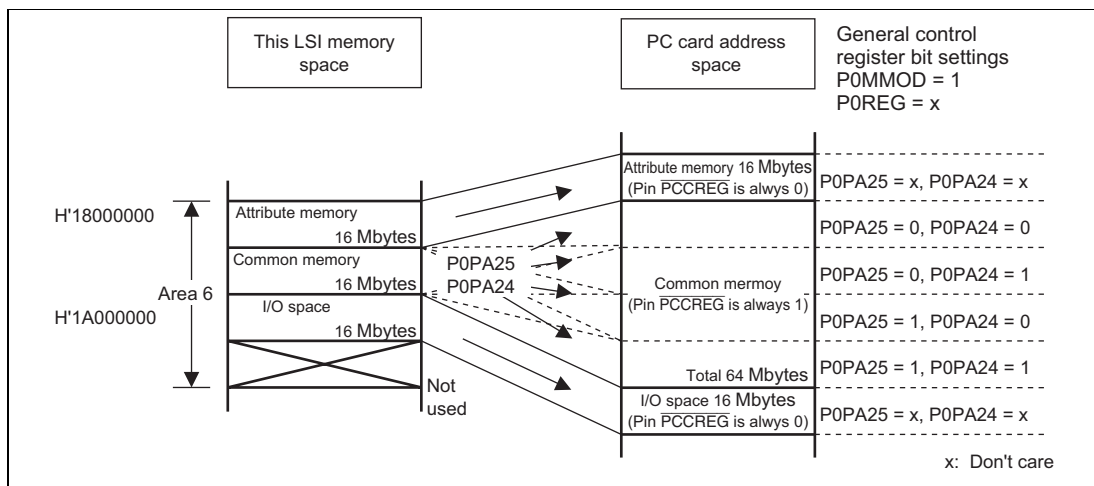 This LSI memory
space
PC card address
space
General control
register bit settings
P0MMOD = 1
P0REG = x
H'18000000
Area 6
H'1A000000
Attribute memory
16 Mbytes
Common memory
16 Mbytes
I/O space
16 Mbytes
Not
used
P0PA25
P0PA24
Attribute memory 16 Mbytes
(Pin PCCREG is alwys 0)
Common mermoy
(Pin PCCREG is always 1)
Total 64 Mbytes
I/O space 16 Mbytes
(Pin PCCREG is alwys 0)
P0PA25 = x, P0PA24 = x
P0PA25 = 0, P0PA24 = 0
P0PA25 = 0, P0PA24 = 1
P0PA25 = 1, P0PA24 = 0
P0PA25 = 1, P0PA24 = 1
P0PA25 = x, P0PA24 = x
x: Don't care